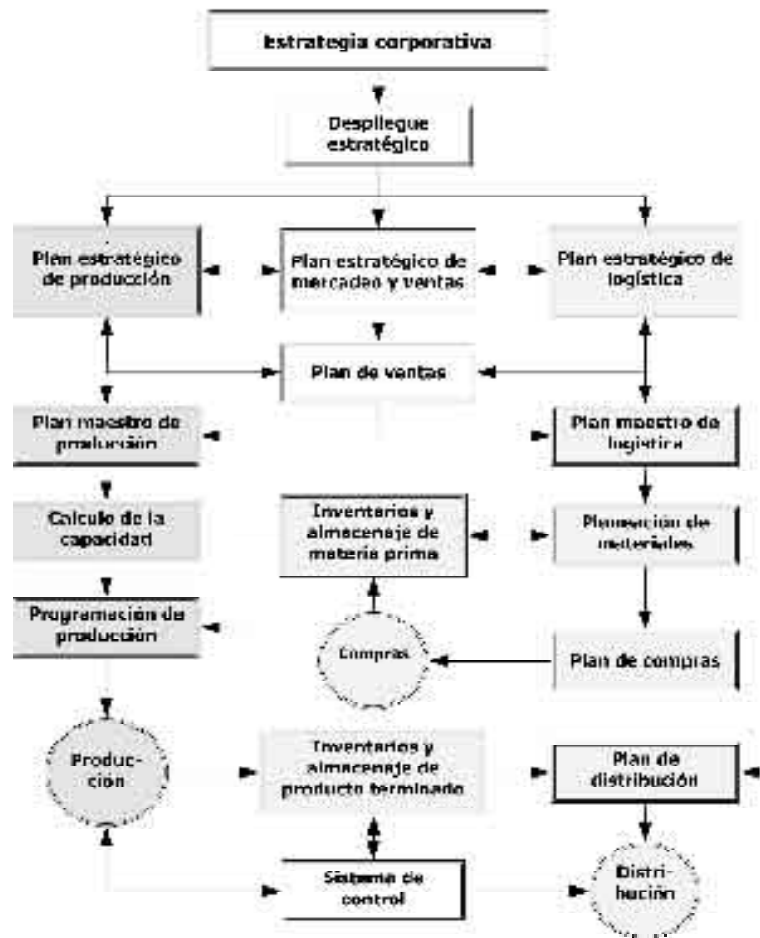 Estrategia corporativa
Despliegue
estratégico
Plan estratégico
de producción
Plan estratégico de
mercadeo y ventas
Plan estratégico de
logística
Plan de ventas
Plan maestro de
producción
Plan maestro de
logística
Calculo de la
capacidad
Inventarios y
almacenaje de
materia prima
Planeación de
materiales
Programación de
producción
Compras
Plan de compras
Produc-
ción
Inventarios y
almacenaje de
producto terminado
Plan de
distribución
Sistema de
control
Distri-
bución